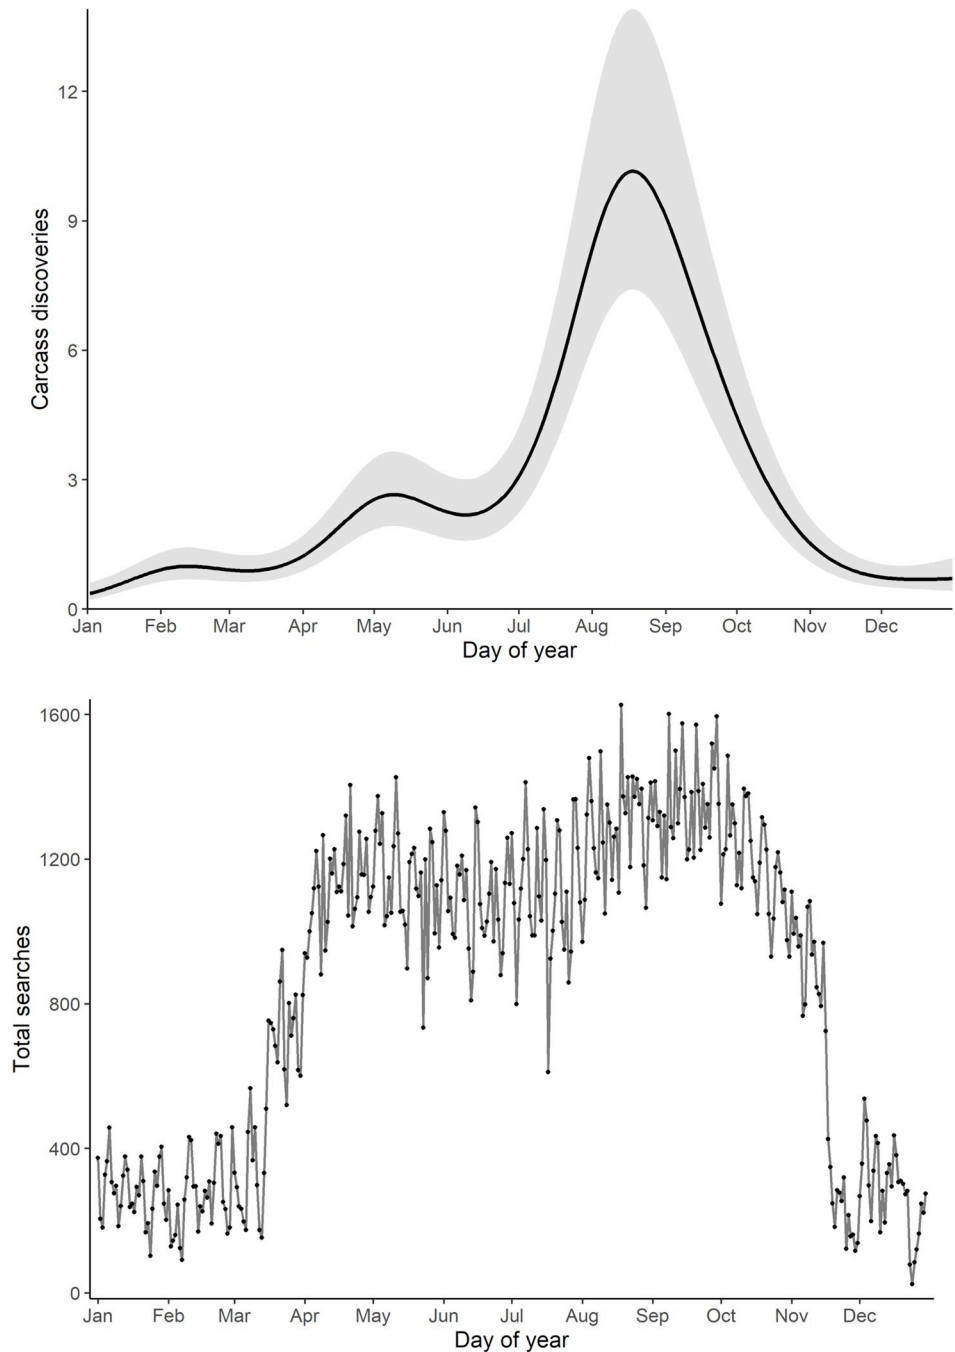 Carcass discoveries
12
9
6
3
0
Jan Feb Mar Apr May Jun Jul Aug Sep Oct Nov Dec
Day of year
Total searches
1600
1200
800
400
0
Jan Feb Mar Apr May Jun Jul Aug Sep Oct Nov Dec
Day of year